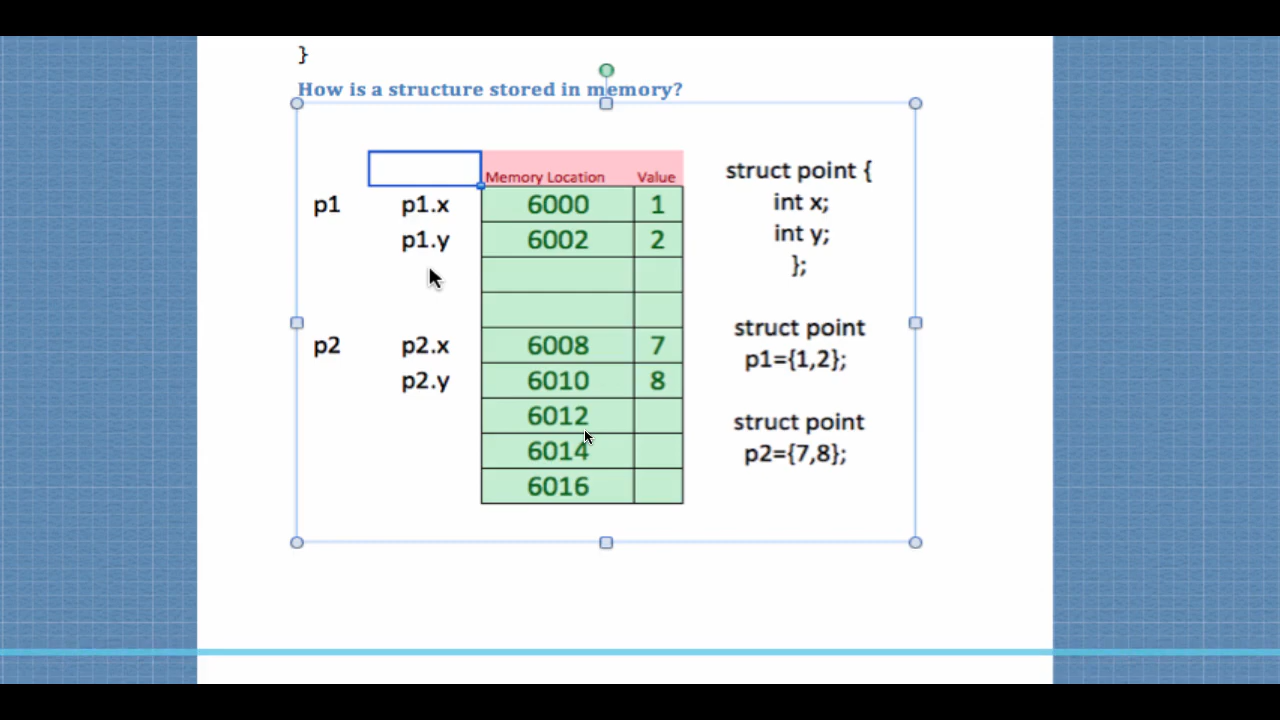 }
How is a structure stored in memory?
Memory Location Value
p1 p1.x 6000 1
p1.y 6002 2
p2 p2.x 6008 7
p2.y 6010 8
6012
6014
6016
struct point {
int x;
int y;
};
struct point
p1={1,2};
struct point
p2={7,8};